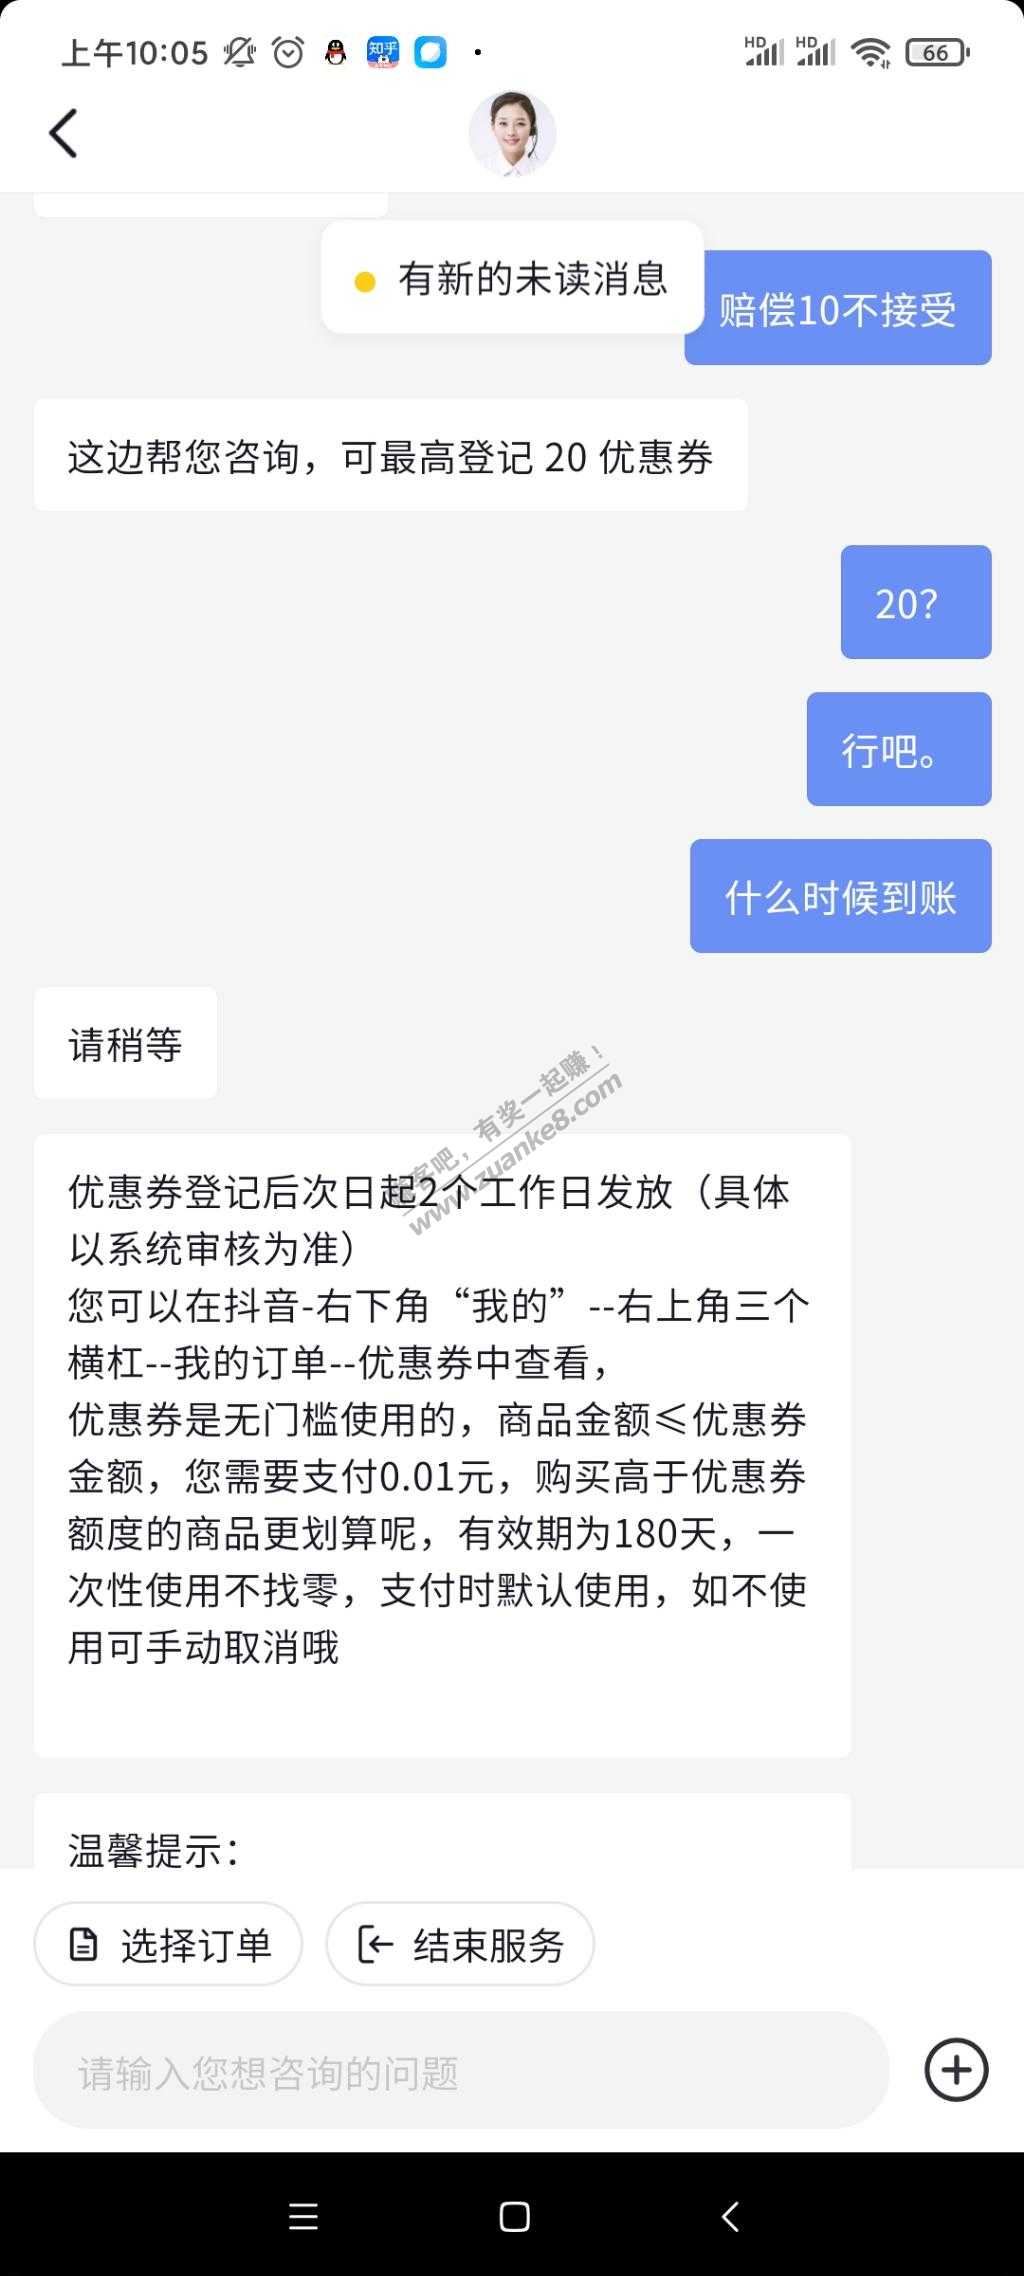 上午10:05
知乎
HD
HD
66
有新的未读消息
赔偿10不接受
这边帮您咨询，可最高登记 20 优惠券
20？
行吧。
什么时候到账
请稍等
客吧，有奖一起赚！
www.zuanke8.com
优惠券登记后次日起2个工作日发放（具体
以系统审核为准）
您可以在抖音-右下角“我的”--右上角三个
横杠--我的订单--优惠券中查看，
优惠券是无门槛使用的，商品金额≤优惠券
金额，您需要支付0.01元，购买高于优惠券
额度的商品更划算呢，有效期为180天，一
次性使用不找零，支付时默认使用，如不使
用可手动取消哦
温馨提示：
选择订单
结束服务
请输入您想咨询的问题